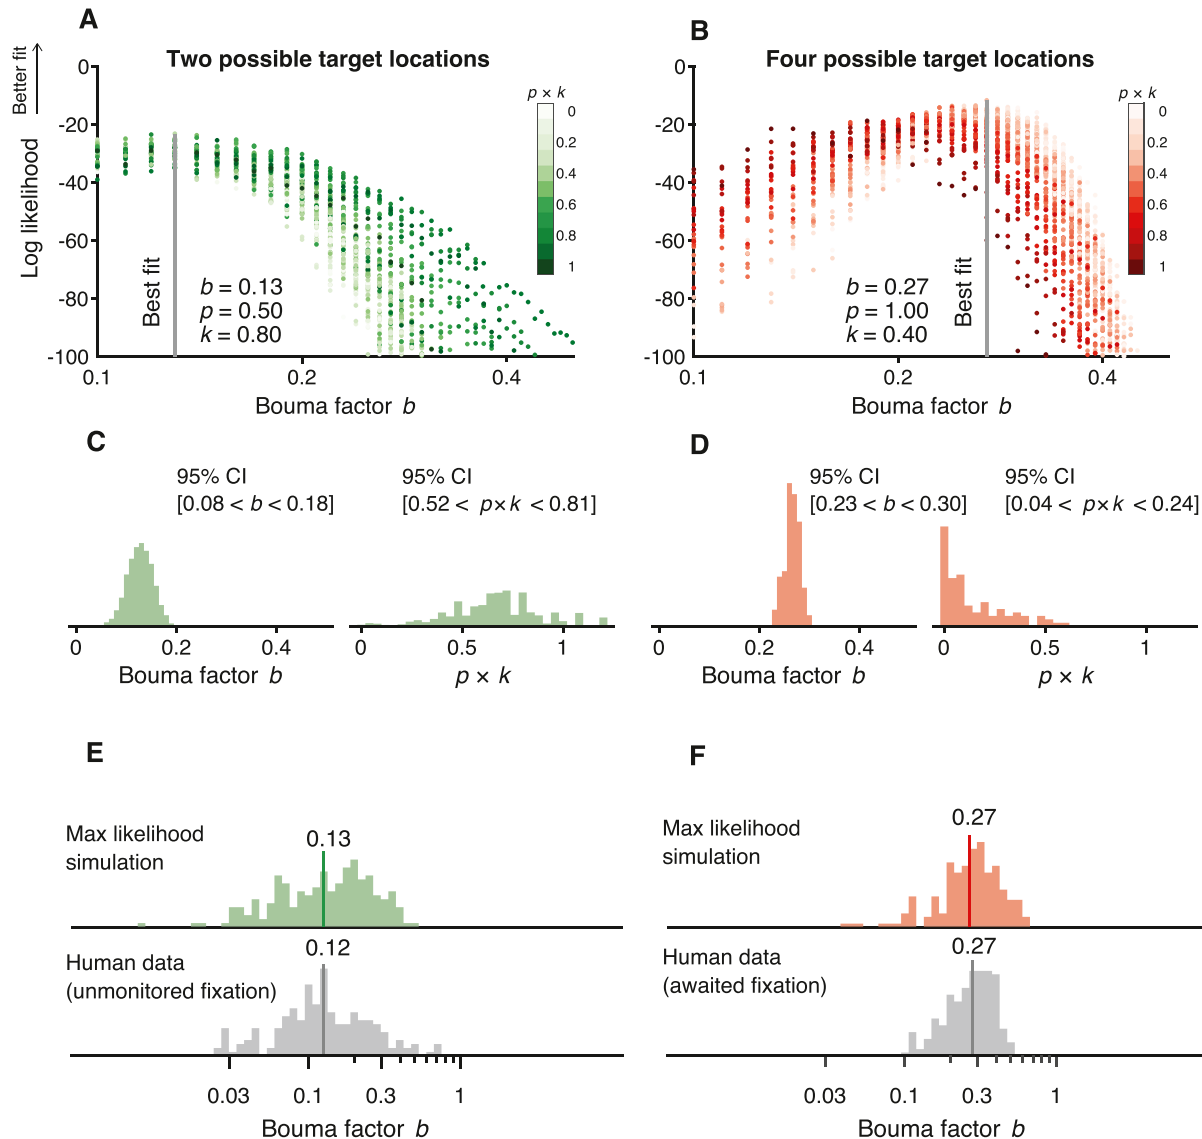 A
Better fit
Two possible target locations
Log likelihood
0
-20
-40
-60
-80
-100
p × k
0
0.2
0.4
0.6
0.8
1
Best fit
b = 0.13
p = 0.50
k = 0.80
0.1
0.2
0.4
Bouma factor b
B
Four possible target locations
0
-20
-40
-60
-80
-100
p × k
0
0.2
0.4
0.6
0.8
1
b = 0.27
p = 1.00
k = 0.40
Best fit
0.1
0.2
0.4
Bouma factor b
C
95% CI
[0.08 < b < 0.18]
0
0.2
0.4
Bouma factor b
95% CI
[0.52 < p×k < 0.81]
0
0.5
1
p × k
D
95% CI
[0.23 < b < 0.30]
0
0.2
0.4
Bouma factor b
95% CI
[0.04 < p×k < 0.24]
0
0.5
1
p × k
E
Max likelihood
simulation
0.13
Human data
(unmonitored fixation)
0.12
0.03
0.1
0.3
1
Bouma factor b
F
Max likelihood
simulation
0.27
Human data
(awaited fixation)
0.27
0.03
0.1
0.3
1
Bouma factor b